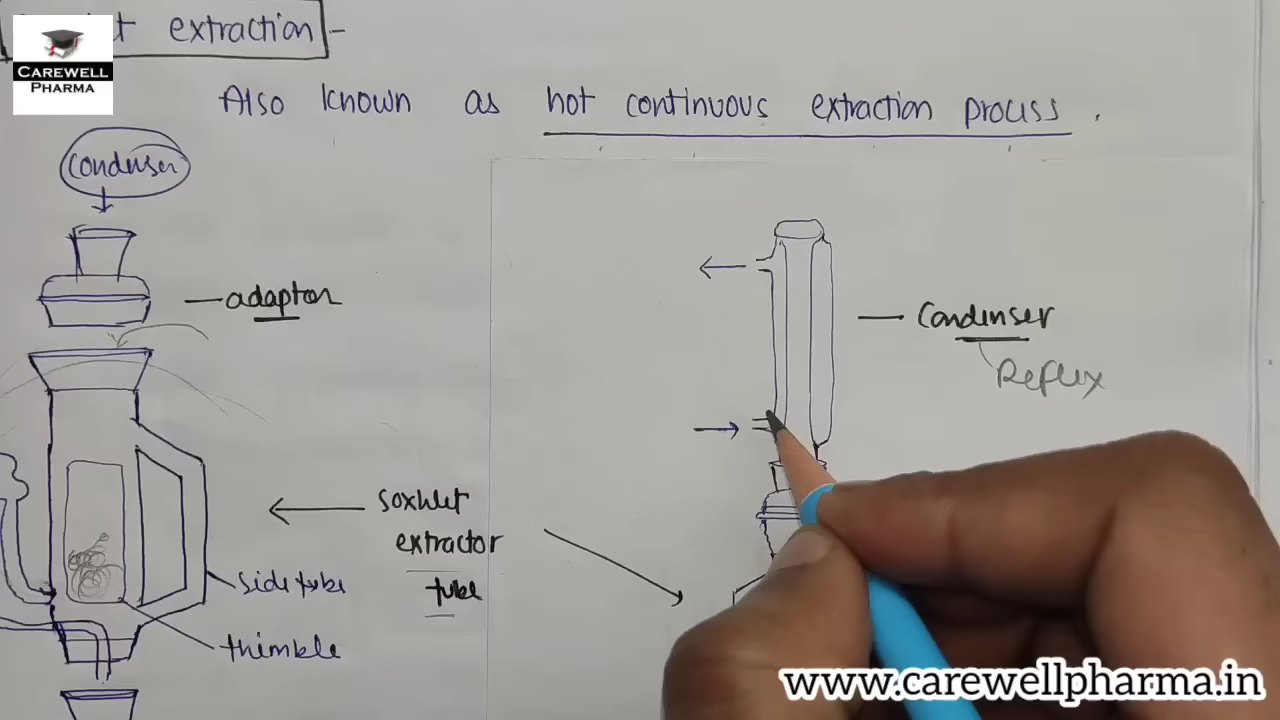 extraction -
CAREWELL
PHARMA
Also known as hot continuous extraction process .
Condenser
adaptor
Condenser
Reflux
soxhlet
extractor
tube
side tube
thimble
www.carewellpharma.in